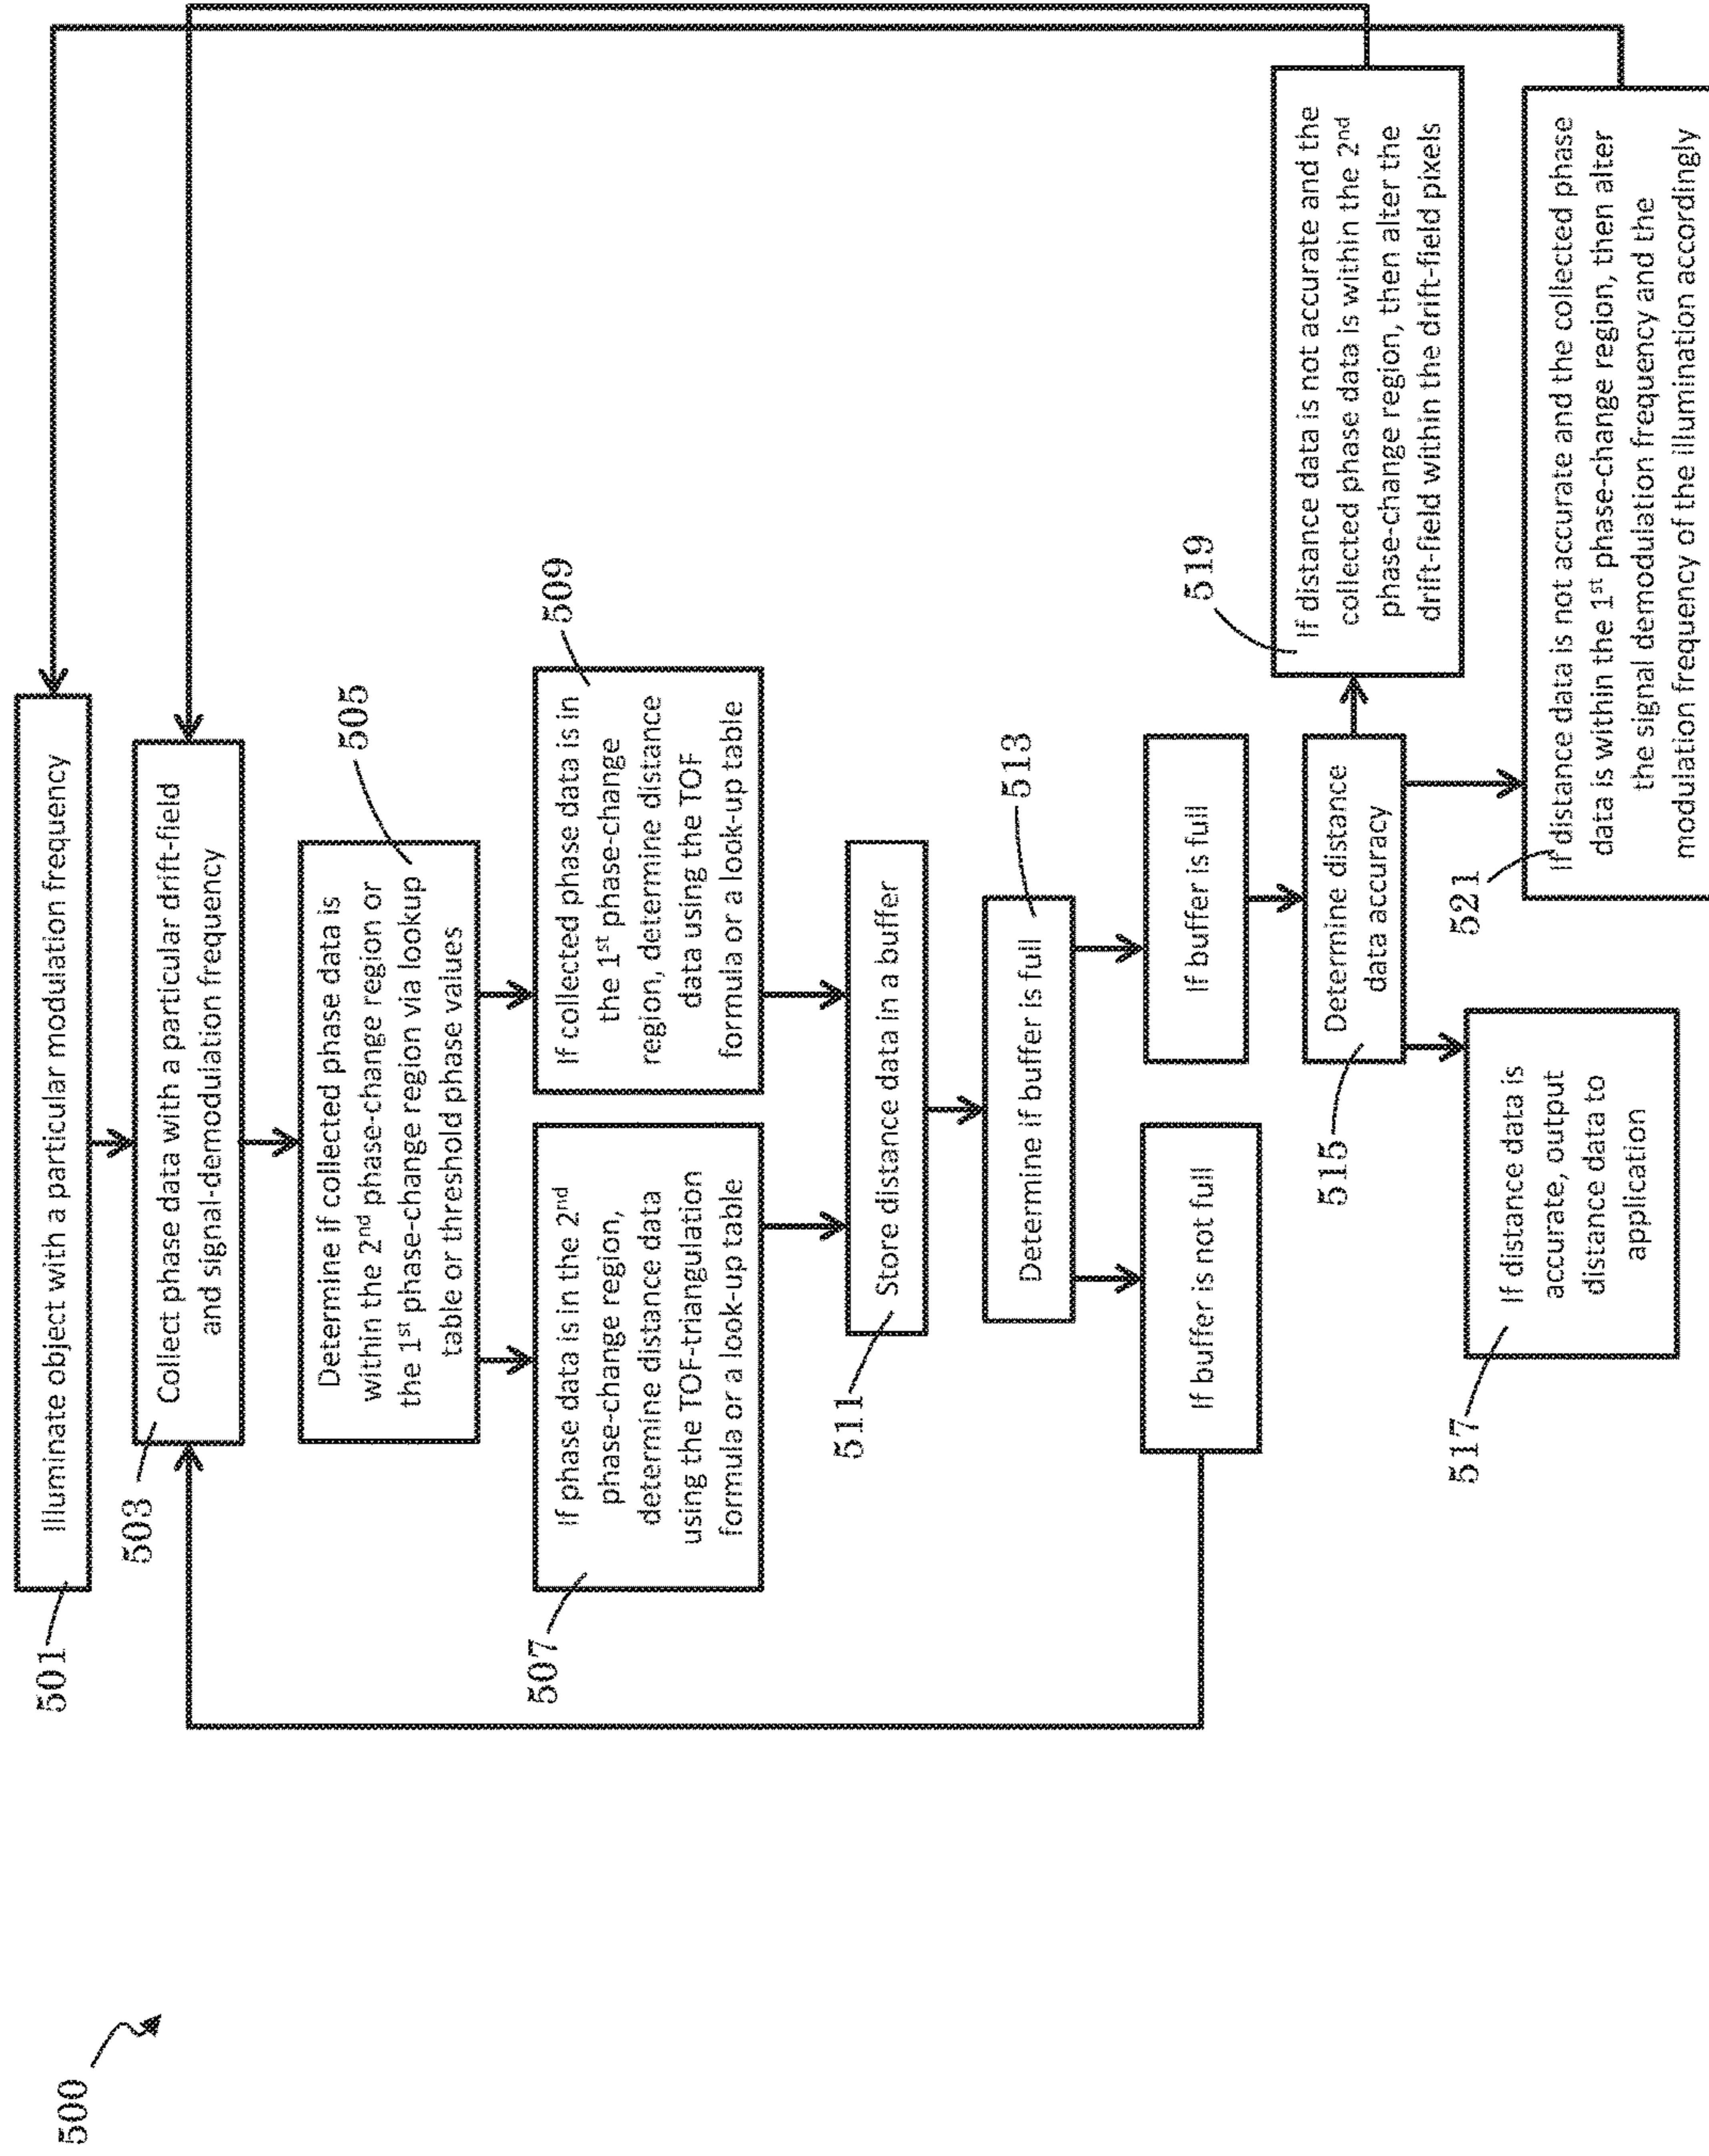 500
501
Illuminate object with a particular modulation frequency
503
Collect phase data with a particular drift-field
and signal-demodulation frequency
505
Determine if collected phase data is
within the 2nd phase-change region or
the 1st phase-change region via lookup
table or threshold phase values
507
If phase data is in the 2nd
phase-change region,
determine distance data
using the TOF-triangulation
formula or a look-up table
509
If collected phase data is in
the 1st phase-change
region, determine distance
data using the TOF
formula or a look-up table
511
Store distance data in a buffer
513
Determine if buffer is full
If buffer is not full
If buffer is full
515
Determine distance
data accuracy
517
If distance data is
accurate, output
distance data to
application
519
If distance data is not accurate and the
collected phase data is within the 2nd
phase-change region, then alter the
drift-field within the drift-field pixels
521
If distance data is not accurate and the collected phase
data is within the 1st phase-change region, then alter
the signal demodulation frequency and the
modulation frequency of the illumination accordingly